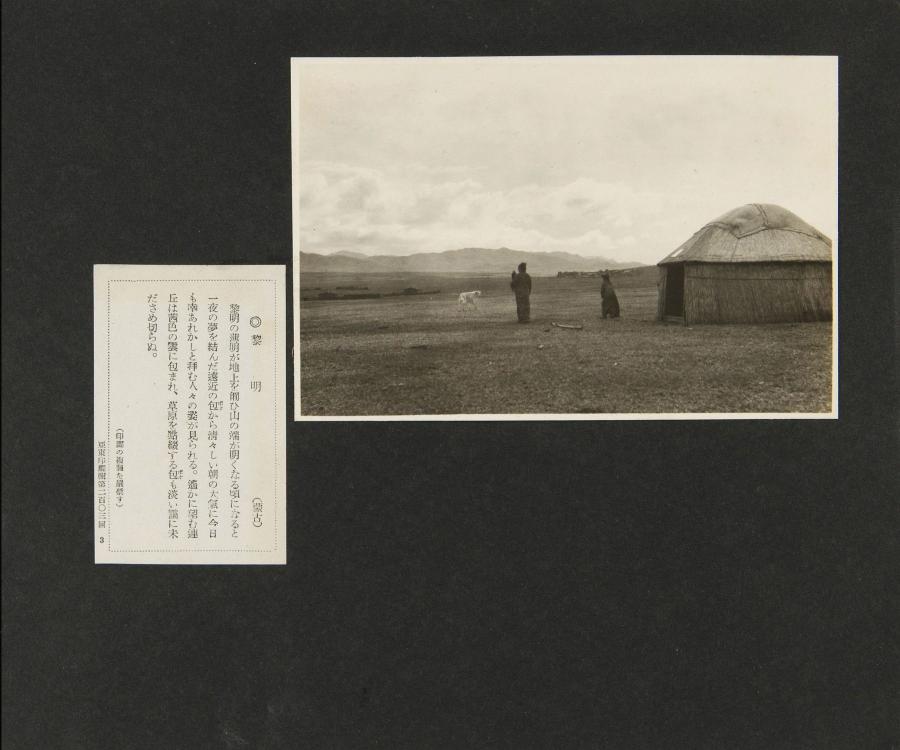 ◎黎明 (蒙古)
黎明の薄明が地上を匍ひ山の端が明くなる頃になると
一夜の夢を結んだ遠近の包から清々しい朝の大氣に今日
も幸あれかしと拜む人々の姿が見られる。遙かに望む連
丘は茜色の雲に包まれ、草原を點綴する包も淡い靄に未
ださめ切らぬ。
(印畫の複製を嚴禁す)
亞東印畫輯第二百〇三回 3